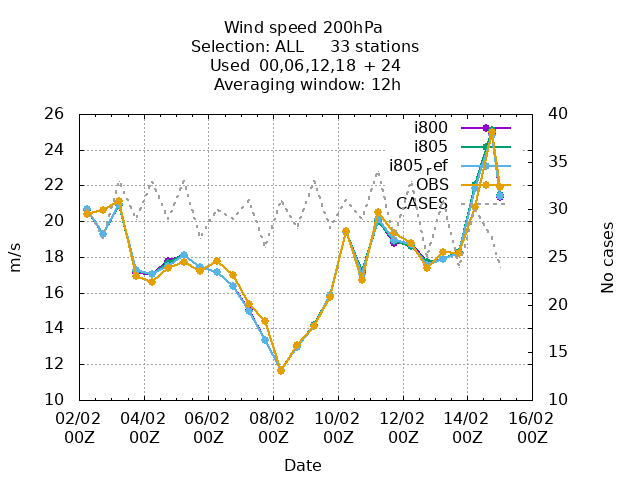 Wind speed 200hPa
Selection: ALL 33 stations
Used 00,06,12,18 + 24
Averaging window: 12h
26
24
22
20
18
16
14
12
10
m/s
40
35
30
25
20
15
10
No cases
i800
i805
i805ref
OBS
CASES
02/02 04/02 06/02 08/02 10/02 12/02 14/02 16/02
00Z 00Z 00Z 00Z 00Z 00Z 00Z 00Z
Date